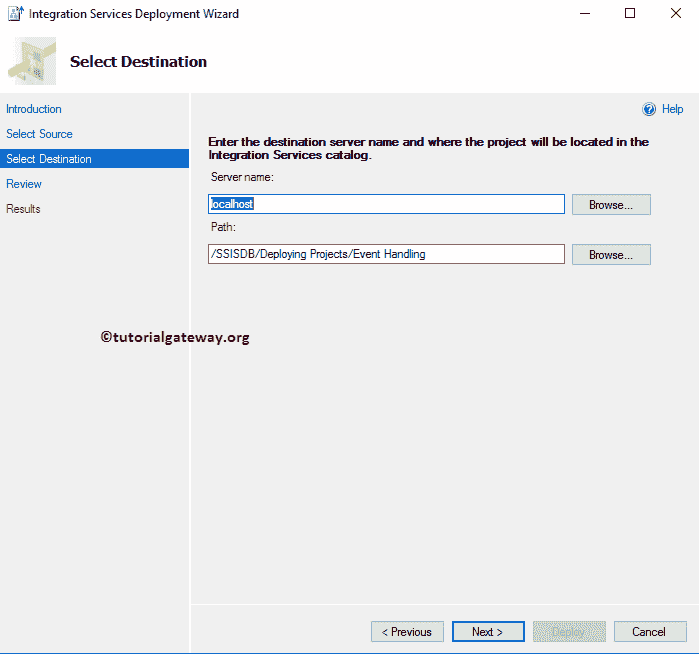 Integration Services Deployment Wizard
Select Destination
Introduction
Select Source
Select Destination
Review
Results
Help
Enter the destination server name and where the project will be located in the
Integration Services catalog.
Server name:
localhost
Browse...
Path:
/SSISDB/Deploying Projects/Event Handling
Browse...
©tutorialgateway.org
< Previous
Next >
Deploy
Cancel